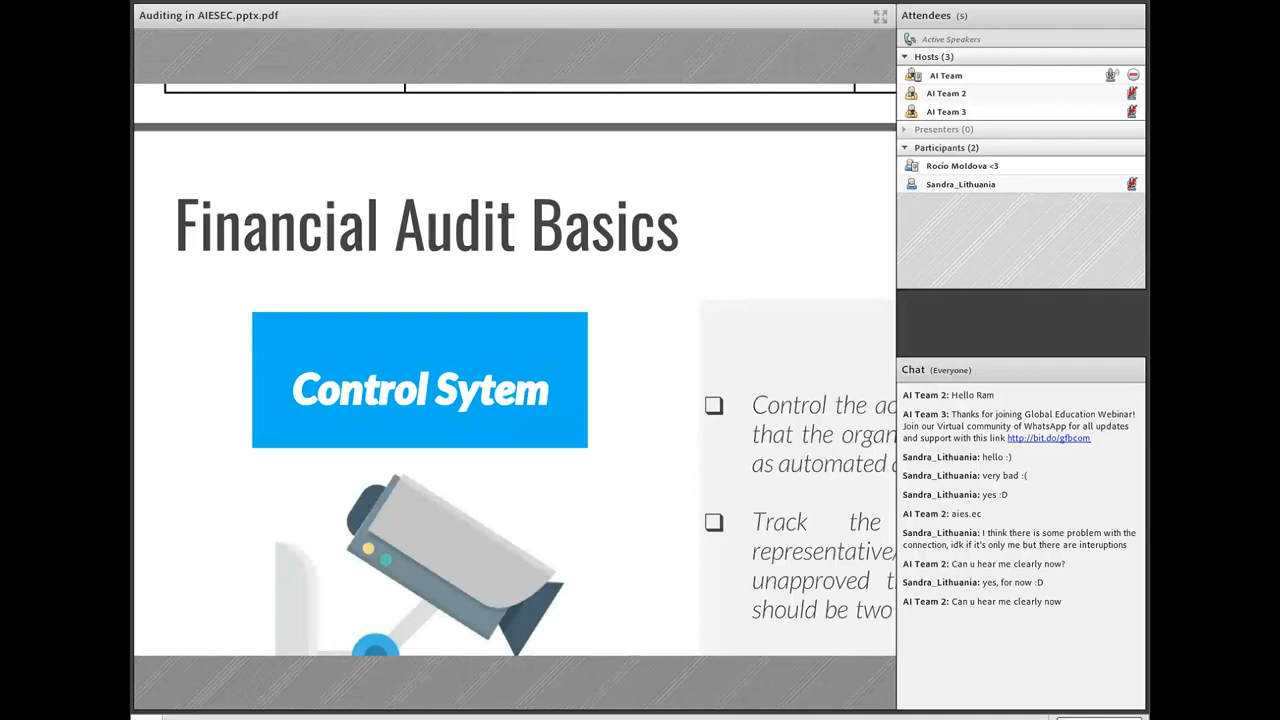 Auditing in AIESEC.pptx.pdf
Financial Audit Basics
Control Sytem
Control the
that the
as automated
Track the
representative/
unapproved
should be two
Attendees (5)
Active Speakers
Hosts (3)
AI Team
AI Team 2
AI Team 3
Presenters (0)
Participants (2)
Rocío Moldova <3
Sandra_Lithuania
Chat (Everyone)
AI Team 2: Hello Ram
AI Team 3: Thanks for joining Global Education Webinar!
Join our Virtual community of WhatsApp for all updates
and support with this link http://bit.do/gfbcom
Sandra_Lithuania: hello :)
Sandra_Lithuania: very bad :(
Sandra_Lithuania: yes :D
AI Team 2: aies.ec
Sandra_Lithuania: I think there is some problem with the
connection, idk if it's only me but there are interuptions
AI Team 2: Can u hear me clearly now?
Sandra_Lithuania: yes, for now :D
AI Team 2: Can u hear me clearly now